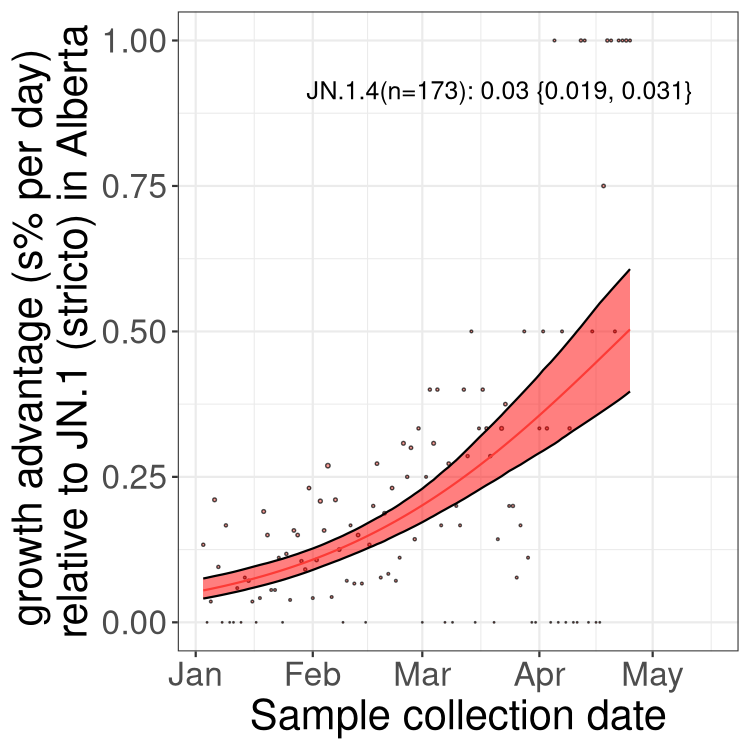 growth advantage (s% per day)
relative to JN.1 (stricto) in Alberta
1.00
0.75
0.50
0.25
0.00
JN.1.4(n=173): 0.03 {0.019, 0.031}
Jan Feb Mar Apr May
Sample collection date